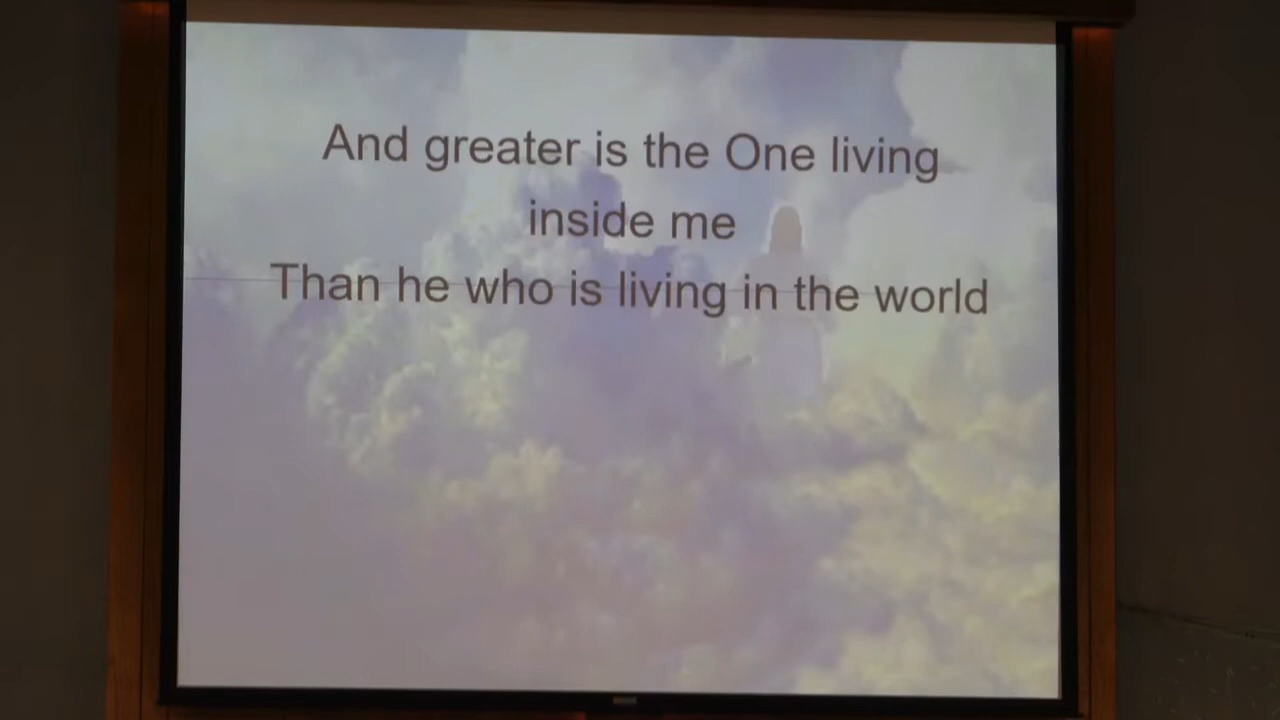 And greater is the One living
inside me
Than he who is living in the world